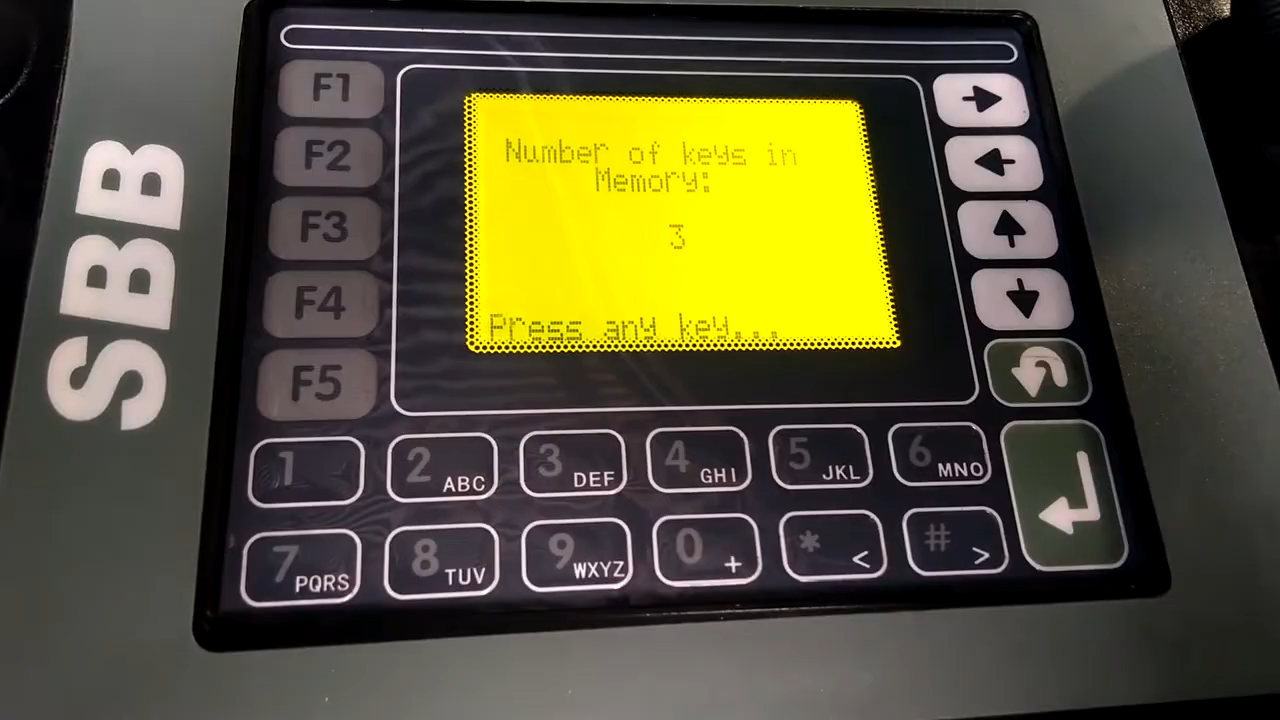 SBB
F1
F2
F3
F4
F5
Number of keys in
Memory:
3
Press any key...
1
2 ABC
3 DEF
4 GHI
5 JKL
6 MNO
7 PQRS
8 TUV
9 WXYZ
0 +
* <
# >